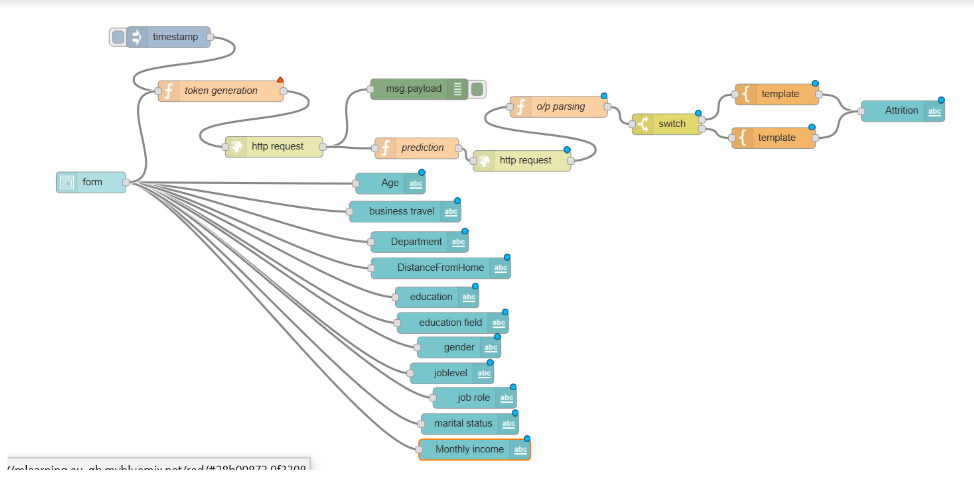 timestamp
token generation
msg.payload
o/p parsing
template
Attrition abc
switch
template
http request
prediction
http request
form
Age abc
business travel abc
Department abc
DistanceFromHome abc
education abc
education field abc
gender abc
joblevel abc
job role abc
marital status abc
Monthly income abc